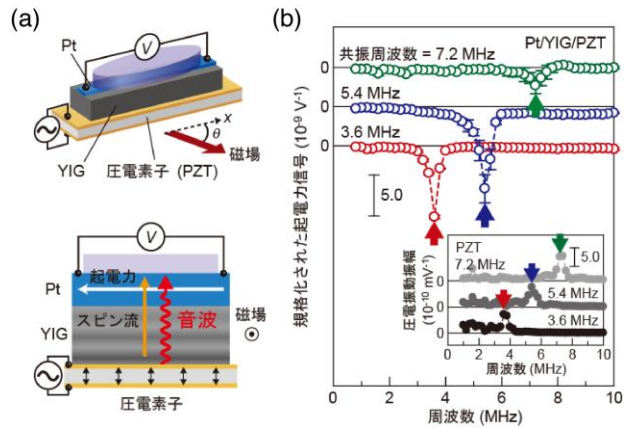 (a)
Pt
V
x
θ
磁場
YIG
圧電素子 (PZT)
V
Pt
起電力
スピン流
音波
磁場
YIG
圧電素子
(b)
規格化された起電力信号 (10⁻⁹ V⁻¹)
Pt/YIG/PZT
共振周波数 = 7.2 MHz
0
5.4 MHz
0
3.6 MHz
0
5.0
圧電振動振幅
(10⁻¹⁰ mV⁻¹)
PZT
7.2 MHz
5.0
0
5.4 MHz
0
3.6 MHz
0
0 2 4 6 8 10
周波数 (MHz)
0 2 4 6 8 10
周波数 (MHz)